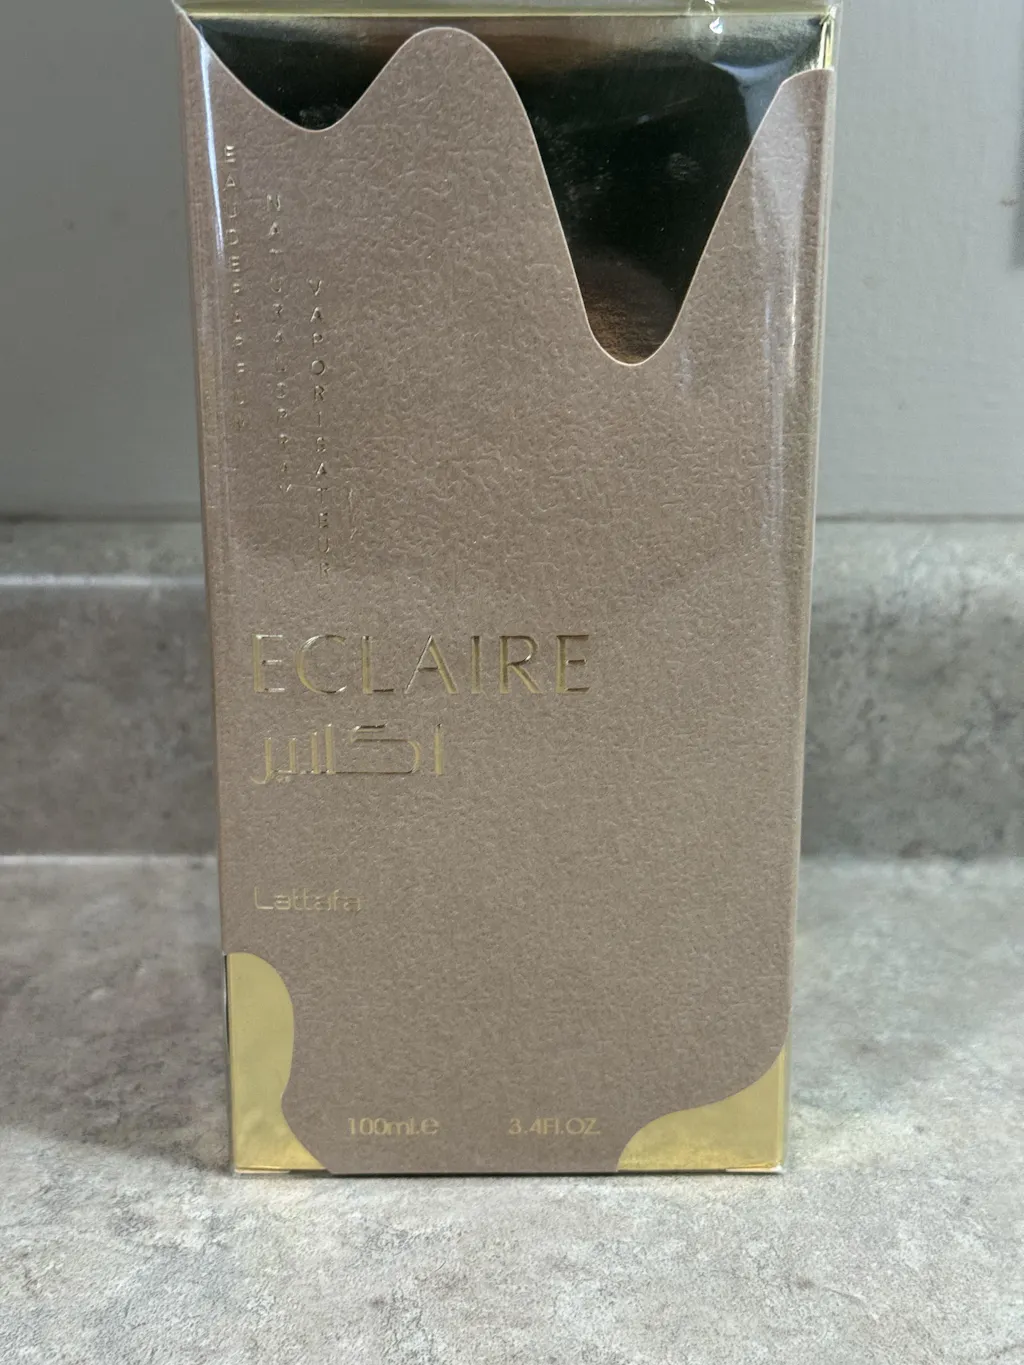 EAU DE PARFUM
NATURAL SPRAY
VAPORISATEUR
ECLAIRE
اكلير
Lattafa
100ml.e
3.4Fl.OZ